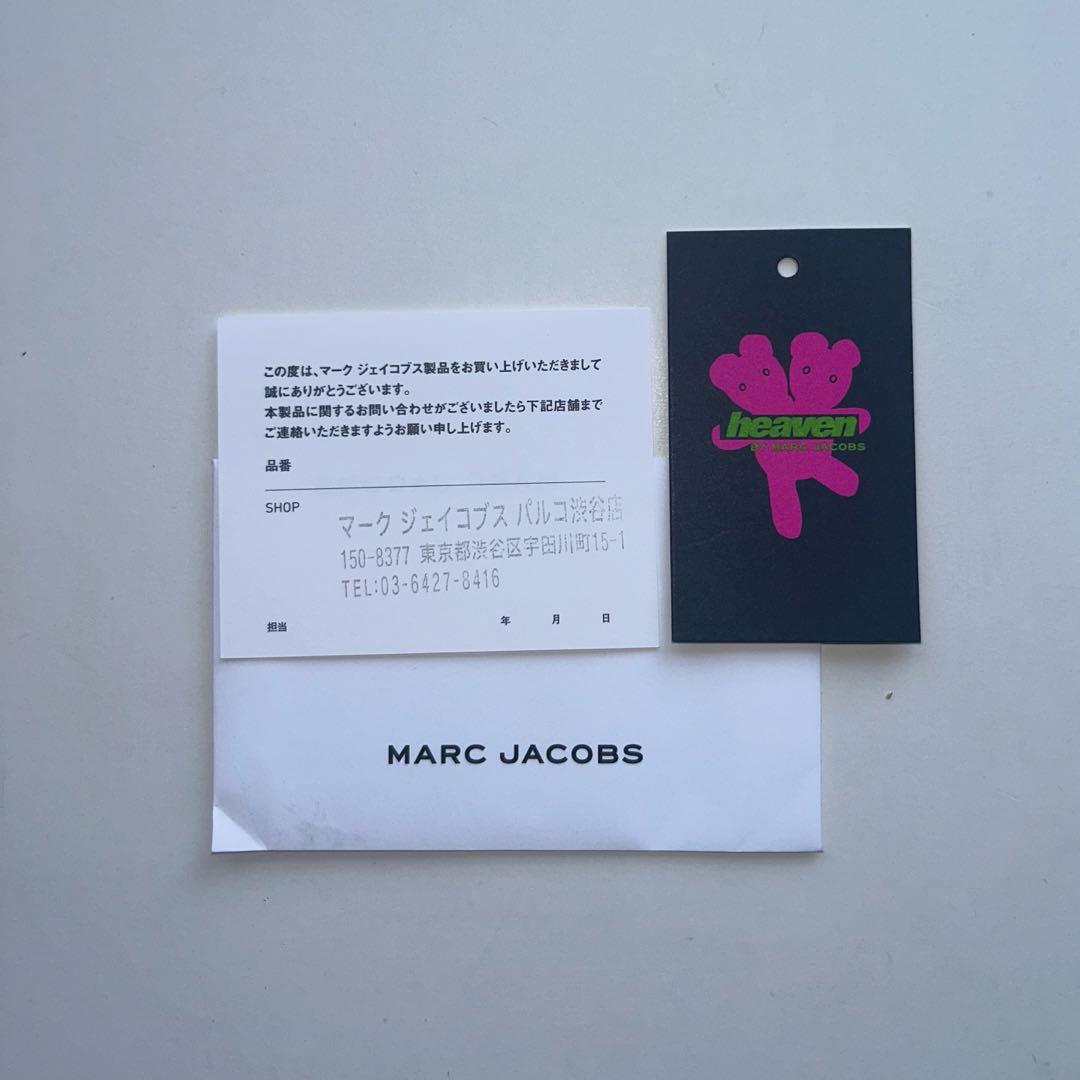 この度は、マーク ジェイコブス製品をお買い上げいただきまして
誠にありがとうございます。
本製品に関するお問い合わせがございましたら下記店舗まで
ご連絡いただきますようお願い申し上げます。
品番
SHOP
マーク ジェイコブス パルコ渋谷店
150-8377 東京都渋谷区宇田川町15-1
TEL:03-6427-8416
担当 年 月 日
MARC JACOBS
heaven
BY MARC JACOBS